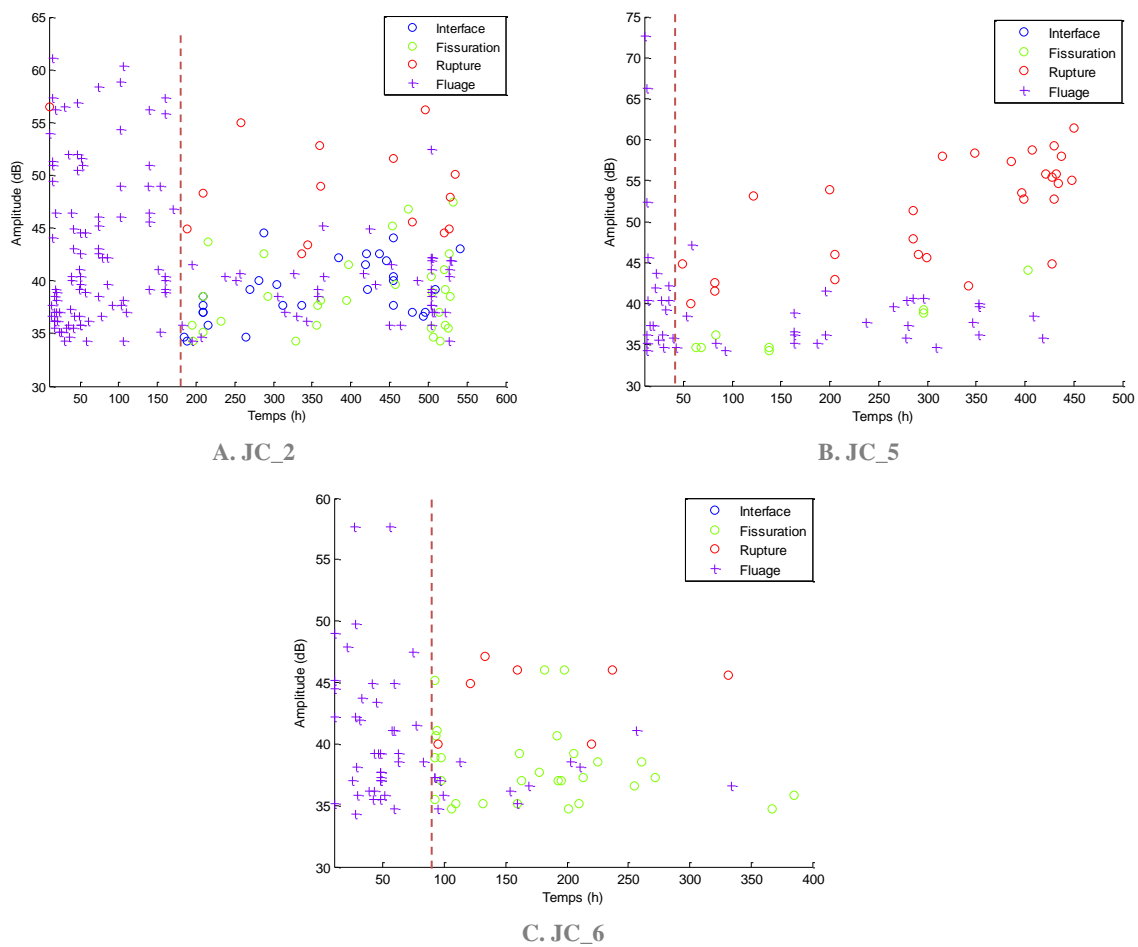 65
60
55
50
45
40
35
30
Amplitude (dB)
50 100 150 200 250 300 350 400 450 500 550 600
Temps (h)
Interface
Fissuration
Rupture
Fluage
A. JC_2
75
70
65
60
55
50
45
40
35
30
Amplitude (dB)
50 100 150 200 250 300 350 400 450 500
Temps (h)
Interface
Fissuration
Rupture
Fluage
B. JC_5
60
55
50
45
40
35
30
Amplitude (dB)
50 100 150 200 250 300 350 400
Temps (h)
Interface
Fissuration
Rupture
Fluage
C. JC_6